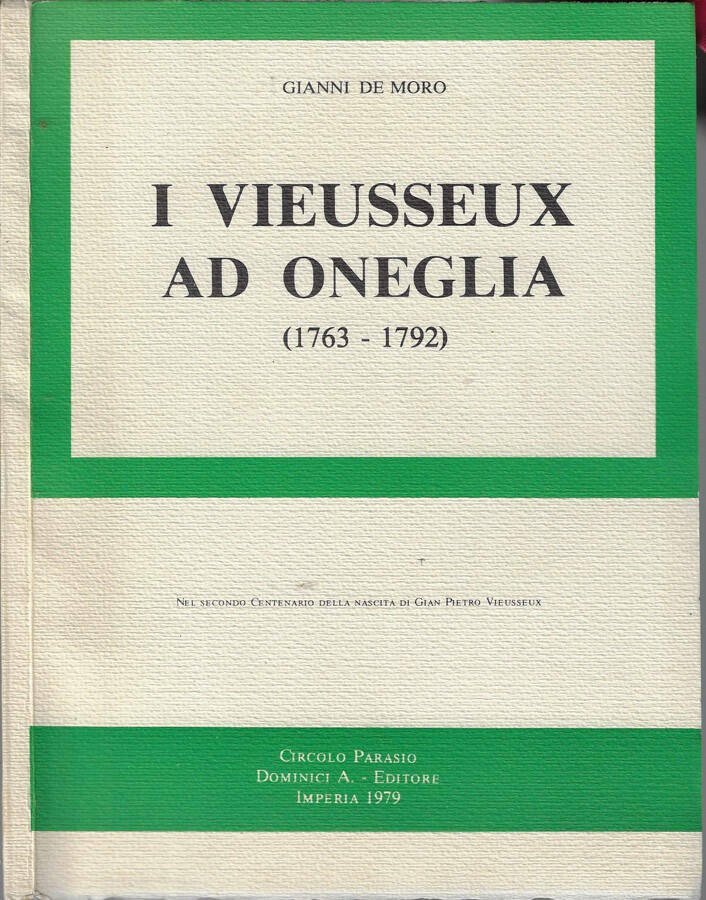 GIANNI DE MORO
I VIEUSSEUX
AD ONEGLIA
(1763 - 1792)
NEL SECONDO CENTENARIO DELLA NASCITA DI GIAN PIETRO VIEUSSEUX
CIRCOLO PARASIO
DOMINICI A. - EDITORE
IMPERIA 1979